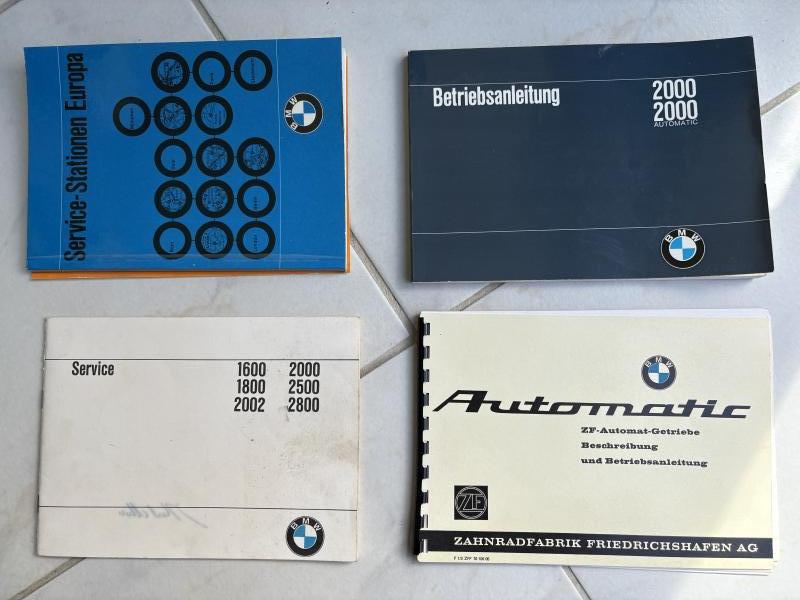 Service-Stationen Europa
BMW
Betriebsanleitung
2000
2000
AUTOMATIC
BMW
Service
1600 2000
1800 2500
2002 2800
BMW
BMW
Automatic
ZF-Automat-Getriebe
Beschreibung
und Betriebsanleitung
ZF
ZAHNRADFABRIK FRIEDRICHSHAFEN AG